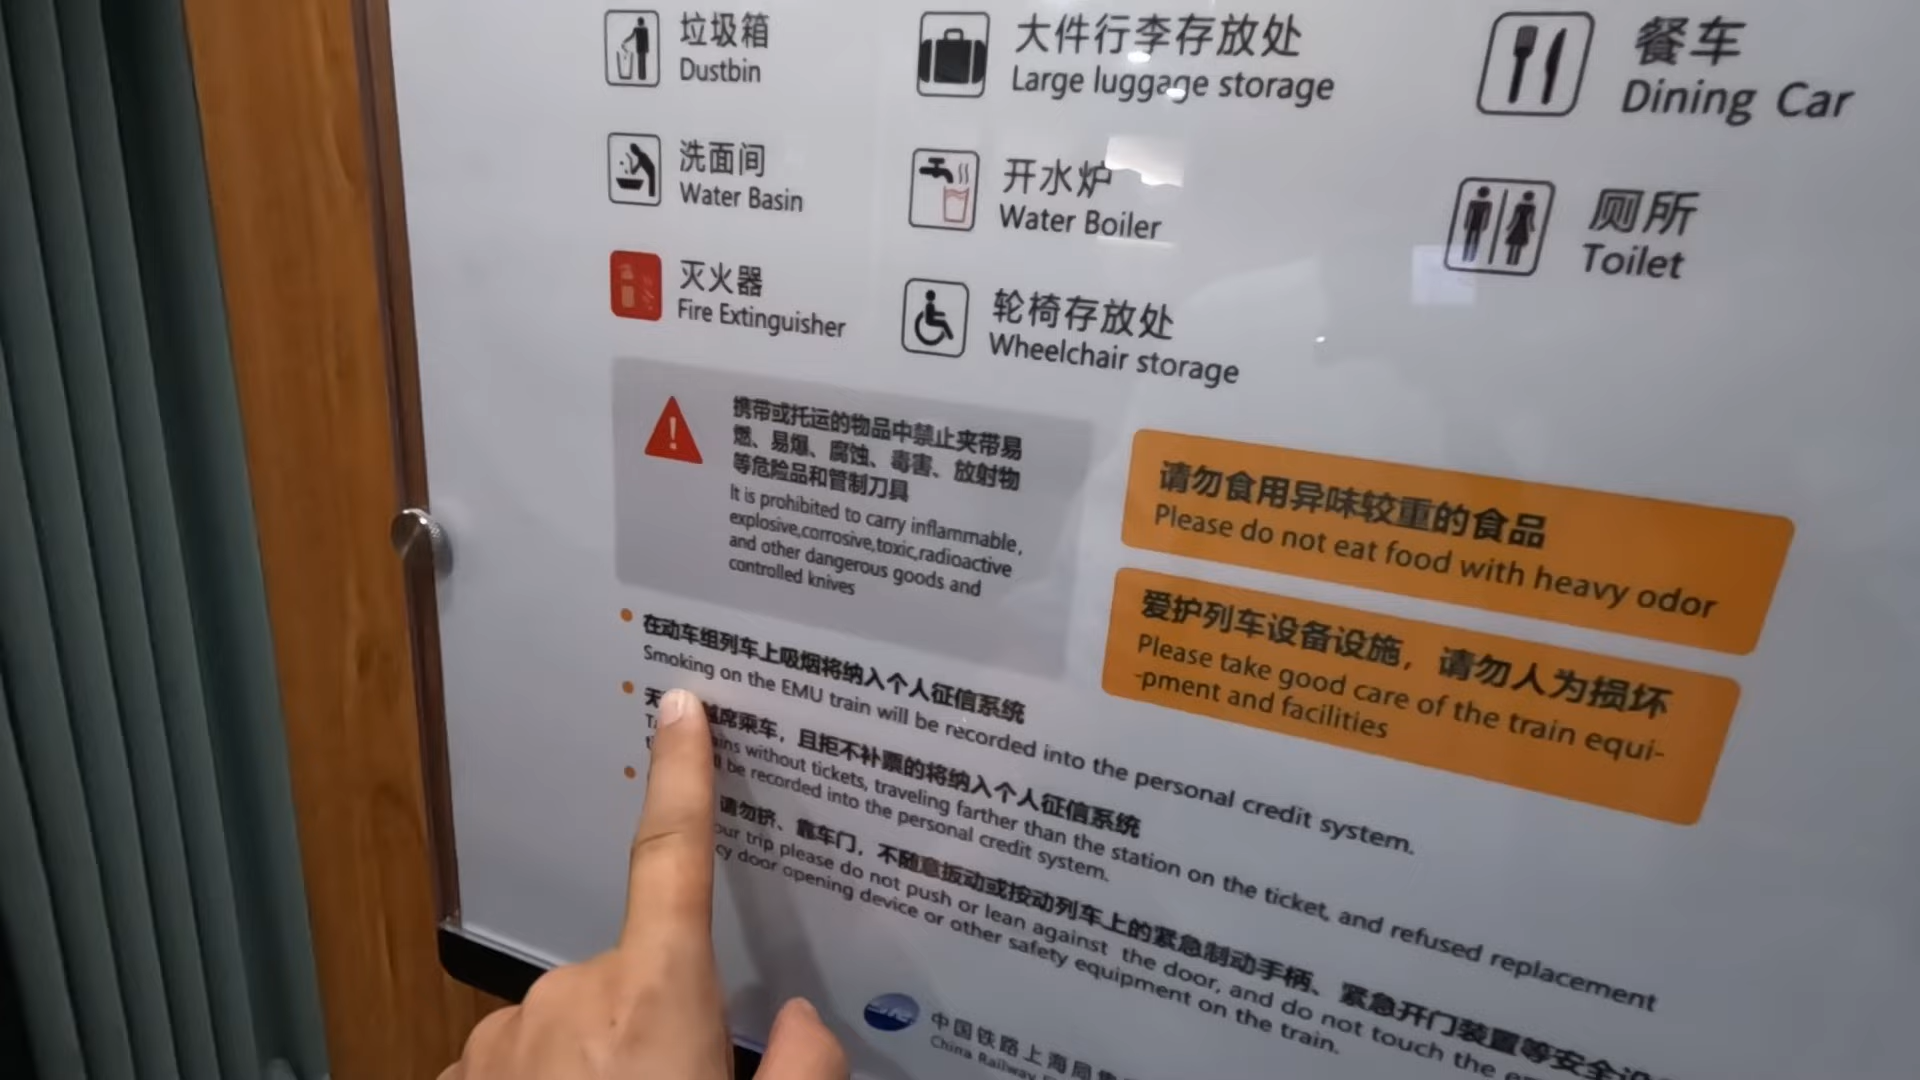 垃圾箱
Dustbin
大件行李存放处
Large luggage storage
餐车
Dining Car
洗面间
Water Basin
开水炉
Water Boiler
厕所
Toilet
灭火器
Fire Extinguisher
轮椅存放处
Wheelchair storage
携带或托运的物品中禁止夹带易
燃、易爆、腐蚀、毒害、放射物
等危险品和管制刀具
It is prohibited to carry inflammable,
explosive,corrosive,toxic,radioactive
and other dangerous goods and
controlled knives
请勿食用异味较重的食品
Please do not eat food with heavy odor
爱护列车设备设施，请勿人为损坏
Please take good care of the train equi-
-pment and facilities
在动车组列车上吸烟将纳入个人征信系统
Smoking on the EMU train will be recorded into the personal credit system.
无 席乘车，且拒不补票的将纳入个人征信系统
without tickets, traveling farther than the station on the ticket, and refused replacement
be recorded into the personal credit system.
请勿挤、靠车门，不随意扳动或按动列车上的紧急制动手柄、紧急开门装置等安全设
trip please do not push or lean against the door, and do not touch the
door opening device or other safety equipment on the train.
中国铁路上海局
China Railway